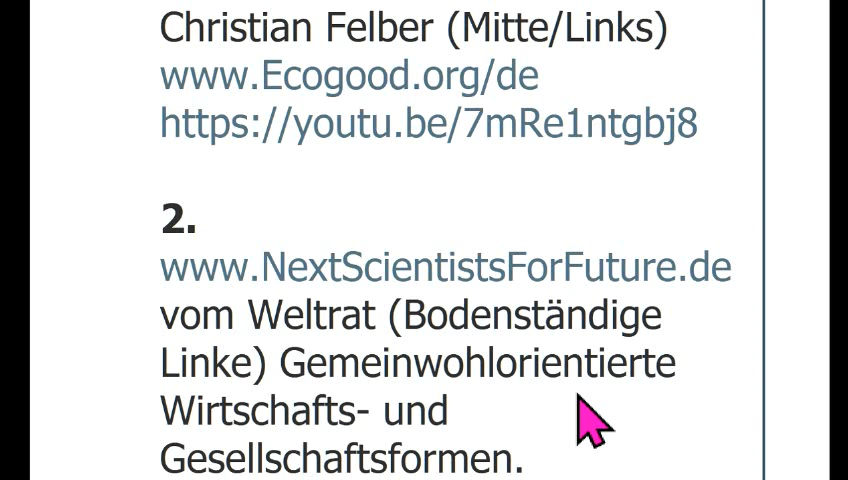 Christian Felber (Mitte/Links)
www.Ecogood.org/de
https://youtu.be/7mRe1ntgbj8
2.
www.NextScientistsForFuture.de
vom Weltrat (Bodenständige
Linke) Gemeinwohlorientierte
Wirtschafts- und
Gesellschaftsformen.